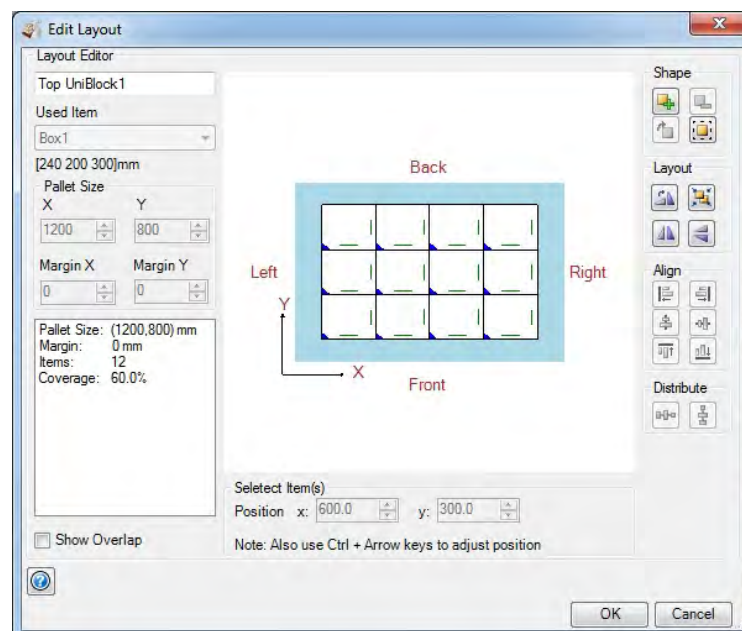 Edit Layout
Layout Editor
Top UniBlock1
Used Item
Box1
[240 200 300]mm
Pallet Size
X Y
1200 800
Margin X Margin Y
0 0
Pallet Size: (1200,800) mm
Margin: 0 mm
Items: 12
Coverage: 60.0%
Show Overlap
Back
Left
Right
Y
X
Front
Seletect Item(s)
Position x: 600.0 y: 300.0
Note: Also use Ctrl + Arrow keys to adjust position
Shape
Layout
Align
Distribute
OK Cancel